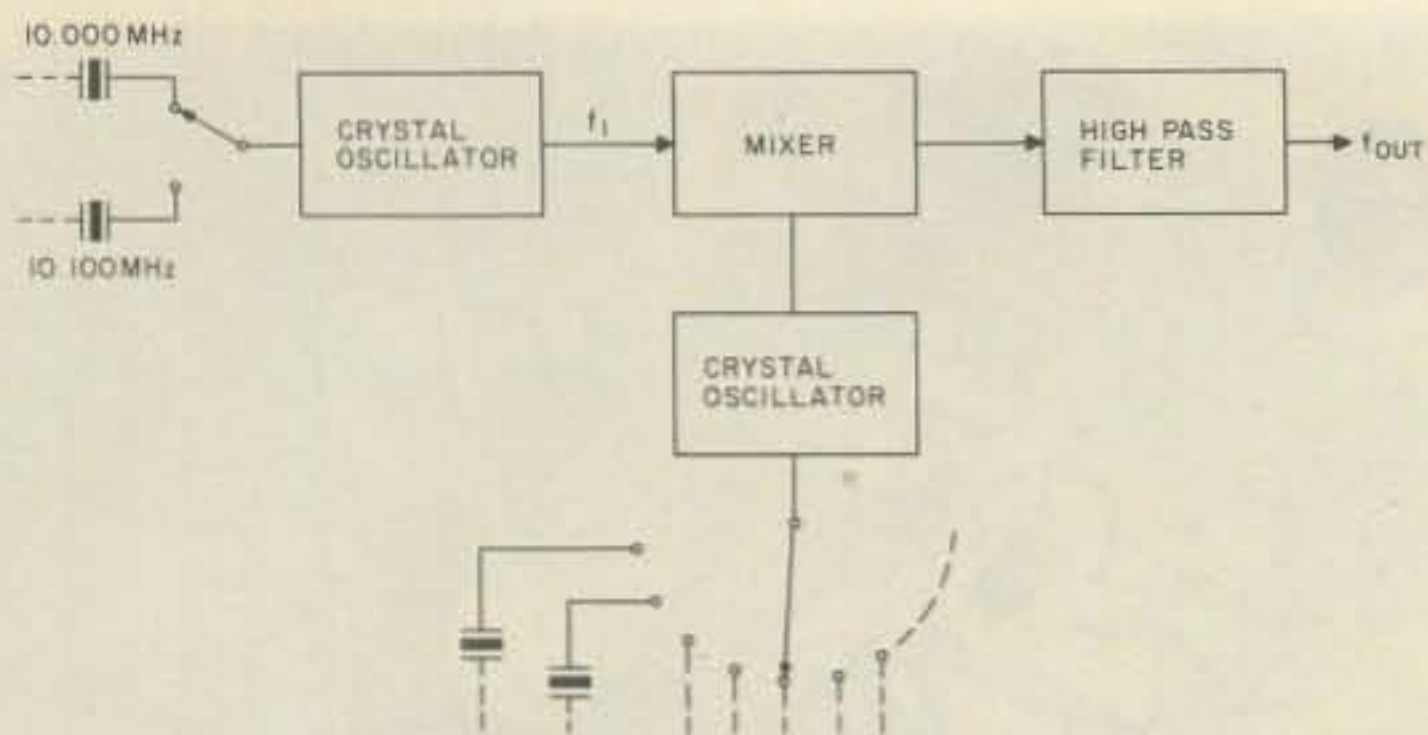 10.000 MHz
CRYSTAL
OSCILLATOR
f1
MIXER
HIGH PASS
FILTER
fOUT
10.100 MHz
CRYSTAL
OSCILLATOR